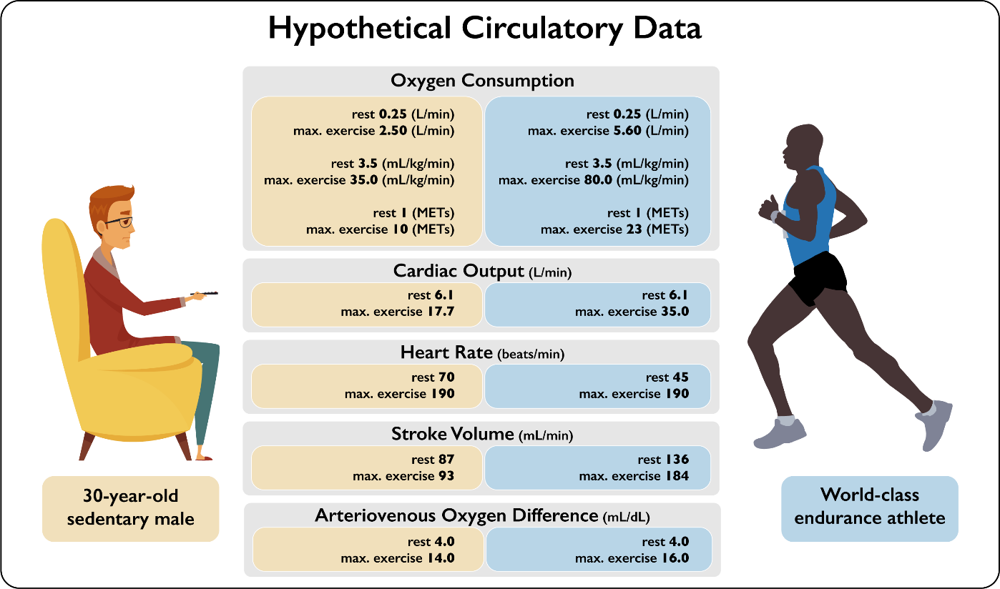 Hypothetical Circulatory Data
Oxygen Consumption
rest 0.25 (L/min)
max. exercise 2.50 (L/min)
rest 3.5 (mL/kg/min)
max. exercise 35.0 (mL/kg/min)
rest 1 (METs)
max. exercise 10 (METs)
rest 0.25 (L/min)
max. exercise 5.60 (L/min)
rest 3.5 (mL/kg/min)
max. exercise 80.0 (mL/kg/min)
rest 1 (METs)
max. exercise 23 (METs)
Cardiac Output (L/min)
rest 6.1
max. exercise 17.7
rest 6.1
max. exercise 35.0
Heart Rate (beats/min)
rest 70
max. exercise 190
rest 45
max. exercise 190
Stroke Volume (mL/min)
rest 87
max. exercise 93
rest 136
max. exercise 184
Arteriovenous Oxygen Difference (mL/dL)
rest 4.0
max. exercise 14.0
rest 4.0
max. exercise 16.0
30-year-old
sedentary male
World-class
endurance athlete